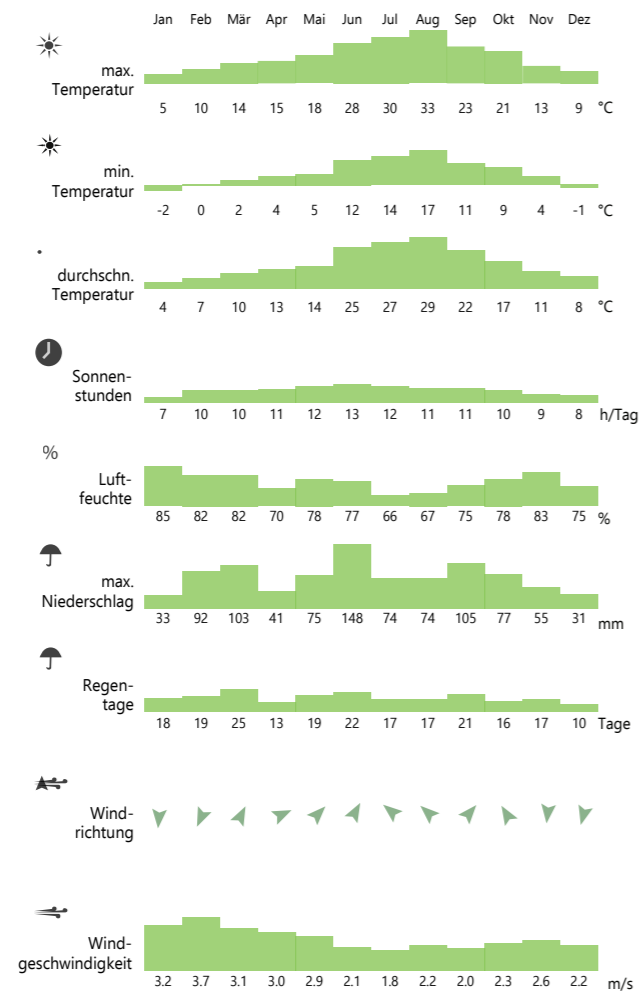 Jan Feb Mär Apr Mai Jun Jul Aug Sep Okt Nov Dez
max.
Temperatur
5 10 14 15 18 28 30 33 23 21 13 9 °C
min.
Temperatur
-2 0 2 4 5 12 14 17 11 9 4 -1 °C
durchschn.
Temperatur
4 7 10 13 14 25 27 29 22 17 11 8 °C
Sonnen-
stunden
7 10 10 11 12 13 12 11 11 10 9 8 h/Tag
%
Luft-
feuchte
85 82 82 70 78 77 66 67 75 78 83 75 %
max.
Niederschlag
33 92 103 41 75 148 74 74 105 77 55 31 mm
Regen-
tage
18 19 25 13 19 22 17 17 21 16 17 10 Tage
Wind-
richtung
Wind-
geschwindigkeit
3.2 3.7 3.1 3.0 2.9 2.1 1.8 2.2 2.0 2.3 2.6 2.2 m/s